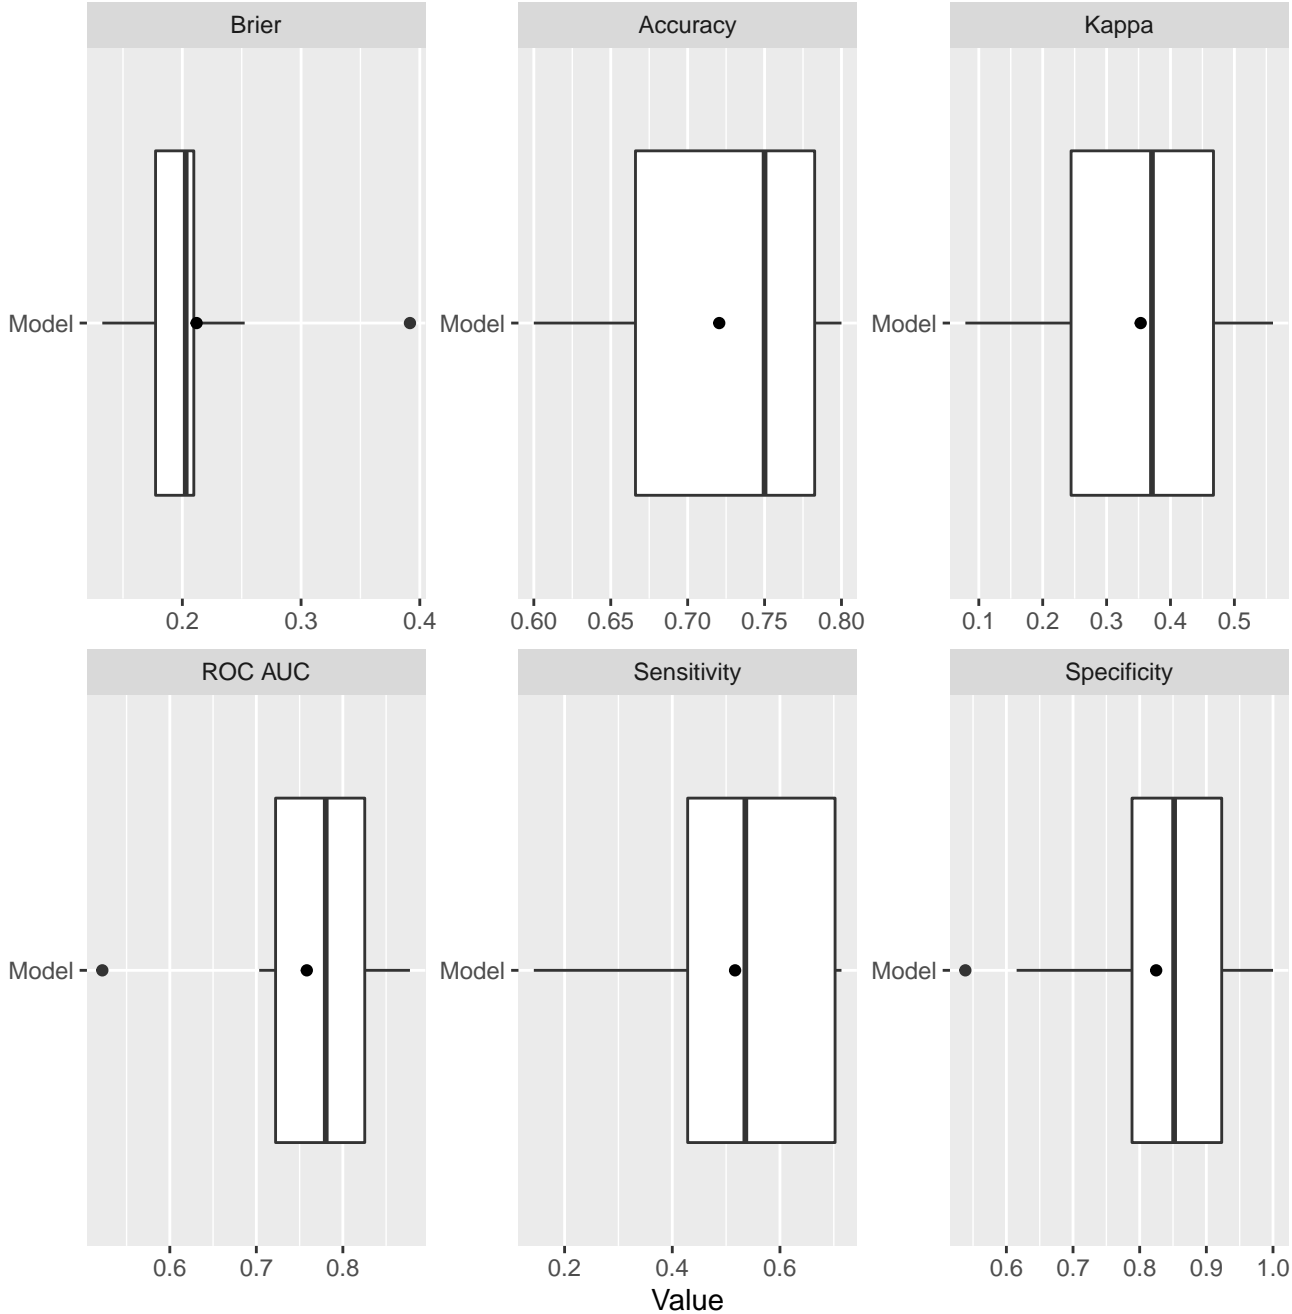 Brier Accuracy Kappa
Model Model Model
0.2 0.3 0.4 0.60 0.65 0.70 0.75 0.80 0.1 0.2 0.3 0.4 0.5
ROC AUC Sensitivity Specificity
Model Model Model
0.6 0.7 0.8 0.2 0.4 0.6 0.6 0.7 0.8 0.9 1.0
Value